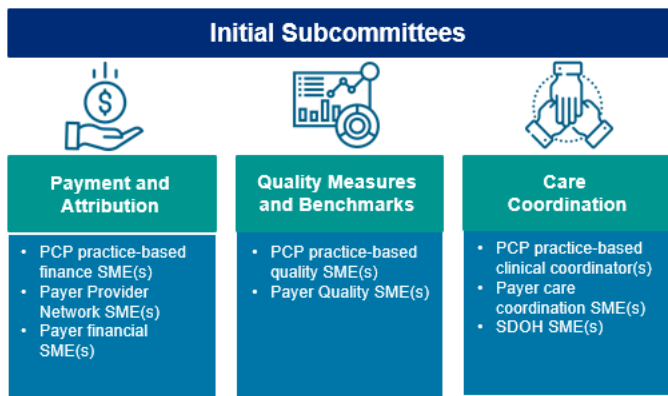 Initial Subcommittees
$
Payment and
Attribution
• PCP practice-based
finance SME(s)
• Payer Provider
Network SME(s)
• Payer financial
SME(s)
Quality Measures
and Benchmarks
• PCP practice-based
quality SME(s)
• Payer Quality SME(s)
Care
Coordination
• PCP practice-based
clinical coordinator(s)
• Payer care
coordination SME(s)
• SDOH SME(s)